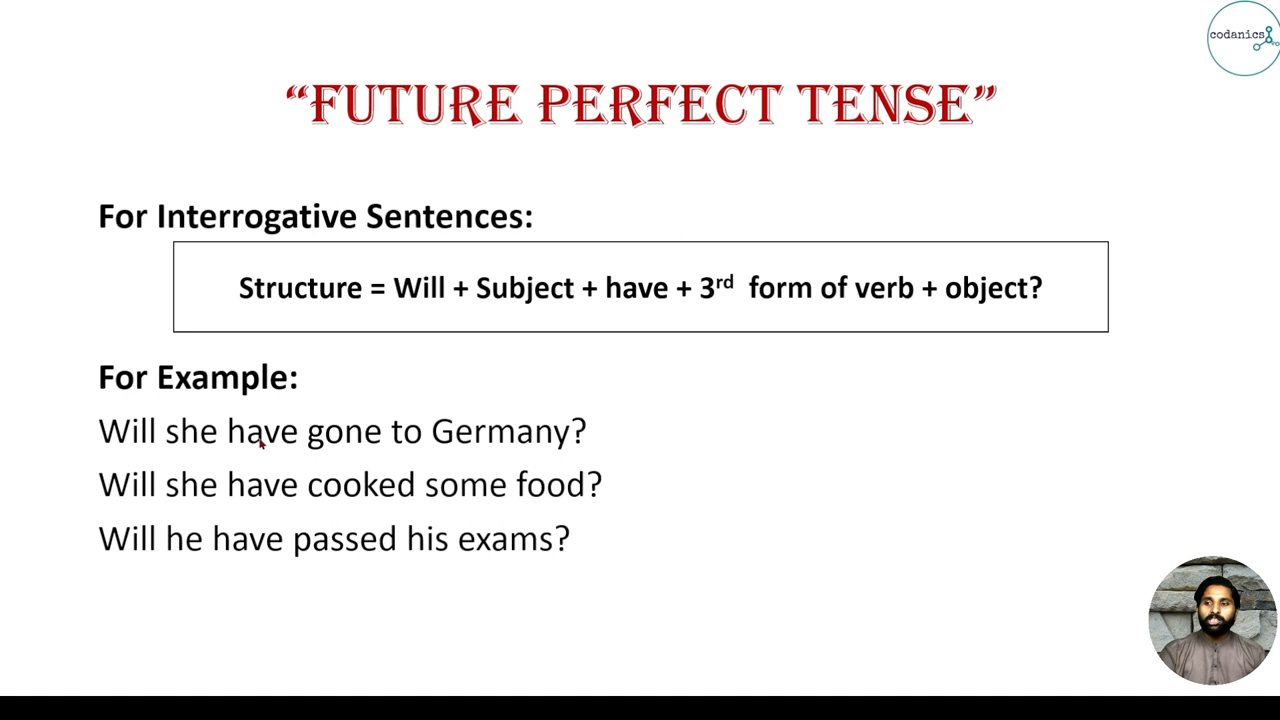 codanics
“FUTURE PERFECT TENSE”
For Interrogative Sentences:
Structure = Will + Subject + have + 3rd form of verb + object?
For Example:
Will she have gone to Germany?
Will she have cooked some food?
Will he have passed his exams?